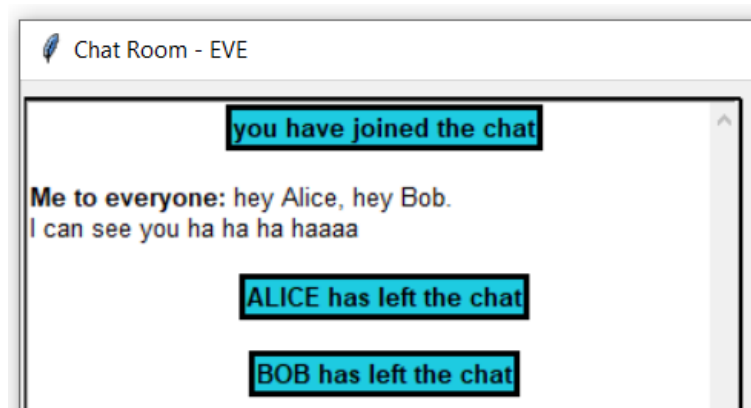 Chat Room - EVE
you have joined the chat
Me to everyone: hey Alice, hey Bob.
I can see you ha ha ha haaaa
ALICE has left the chat
BOB has left the chat